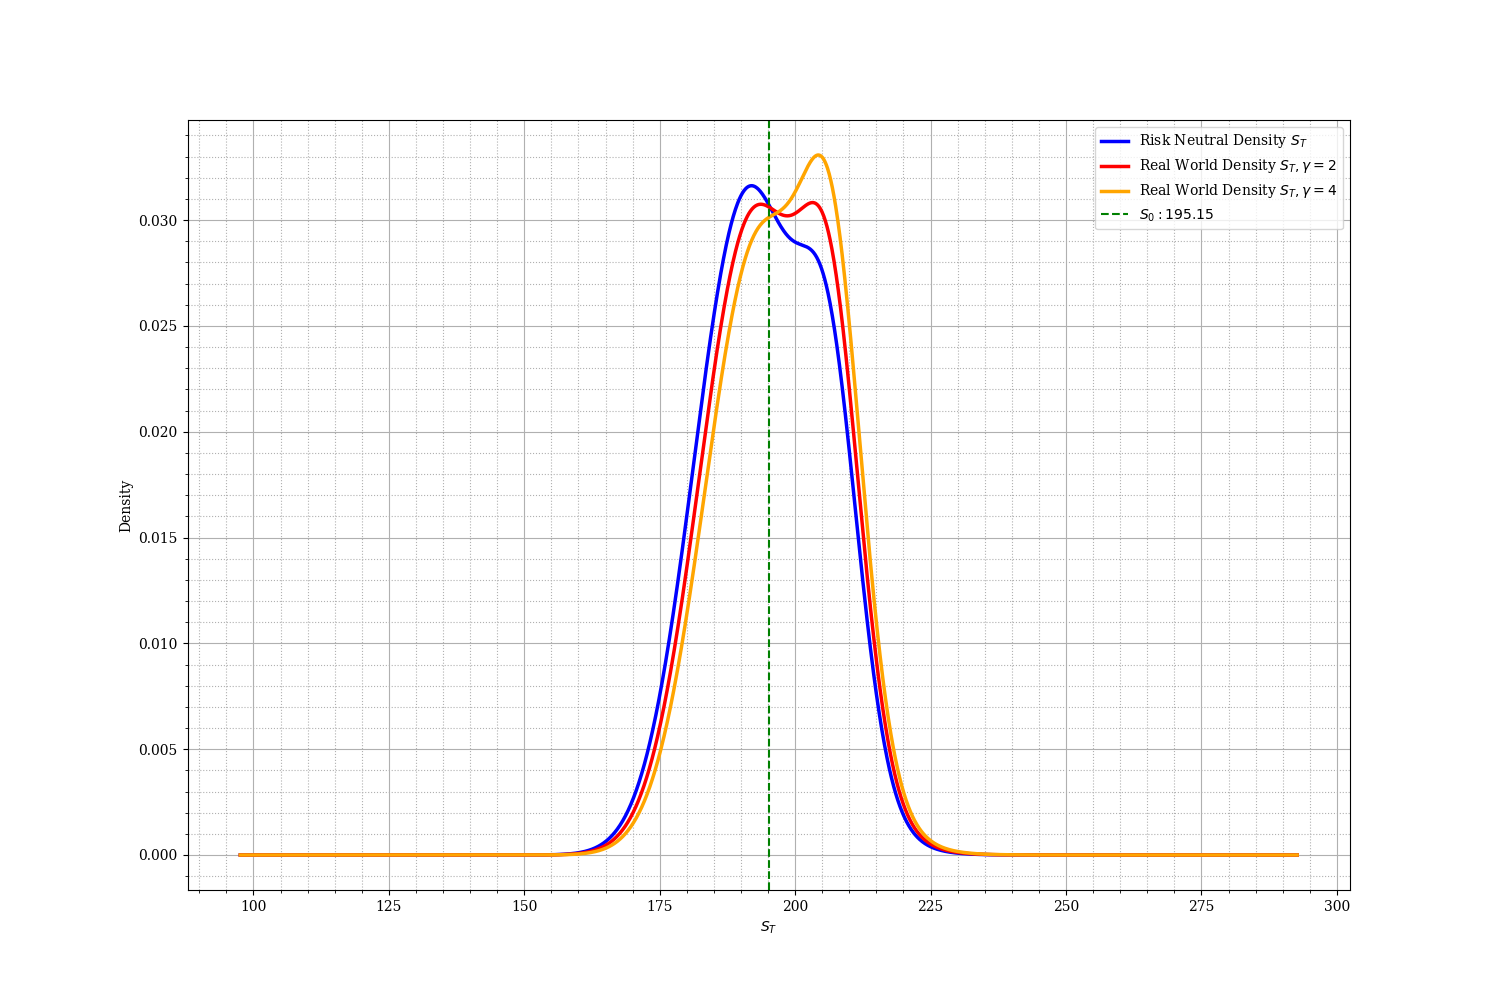 Risk Neutral Density S_T
Real World Density S_T, γ = 2
Real World Density S_T, γ = 4
S_0 : 195.15
0.030
0.025
0.020
0.015
0.010
0.005
0.000
Density
100 125 150 175 200 225 250 275 300
S_T